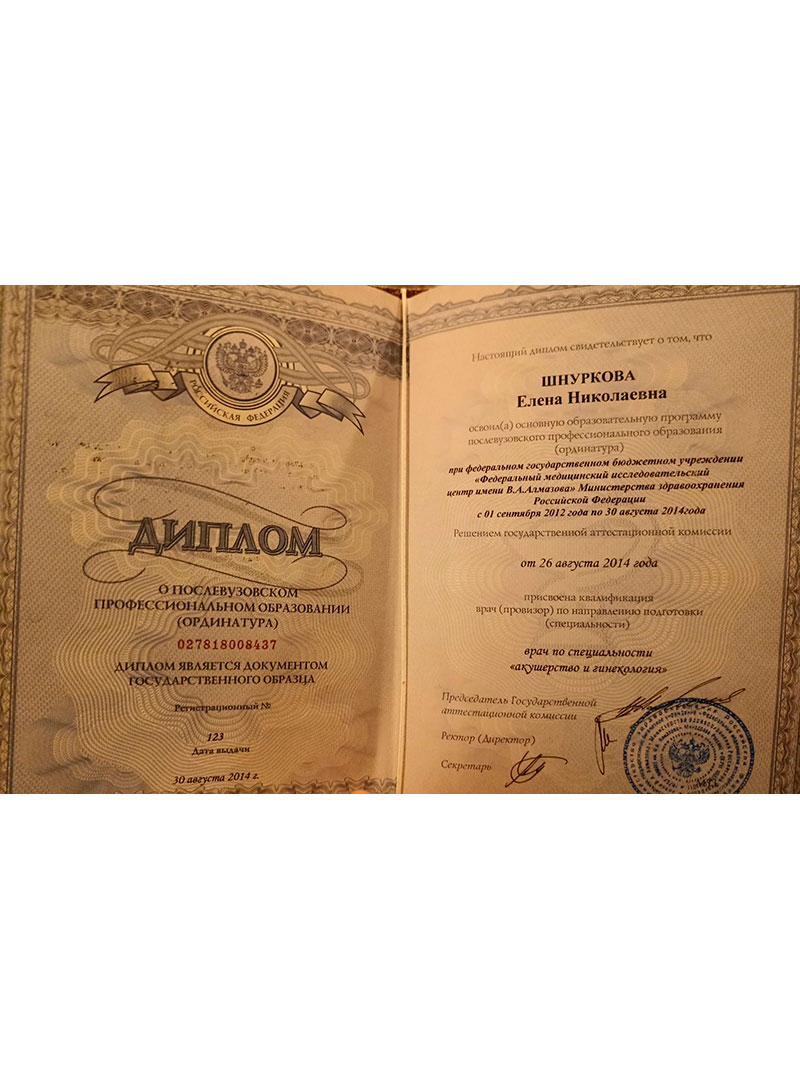 РОССИЙСКАЯ ФЕДЕРАЦИЯ
ДИПЛОМ
О ПОСЛЕВУЗОВСКОМ
ПРОФЕССИОНАЛЬНОМ ОБРАЗОВАНИИ
(ОРДИНАТУРА)
027818008437
ДИПЛОМ ЯВЛЯЕТСЯ ДОКУМЕНТОМ
ГОСУДАРСТВЕННОГО ОБРАЗЦА
Регистрационный №
123
Дата выдачи
30 августа 2014 г.
Настоящий диплом свидетельствует о том, что
ШНУРКОВА
Елена Николаевна
освоил(а) основную образовательную программу
послевузовского профессионального образования
(ординатура)
при федеральном государственном бюджетном учреждении
«Федеральный медицинский исследовательский
центр имени В.А.Алмазова» Министерства здравоохранения
Российской Федерации
с 01 сентября 2012 года по 30 августа 2014года
Решением государственной аттестационной комиссии
от 26 августа 2014 года
присвоена квалификация
врач (провизор) по направлению подготовки
(специальности)
врач по специальности
«акушерство и гинекология»
Председатель Государственной
аттестационной комиссии
Ректор (Директор)
Секретарь